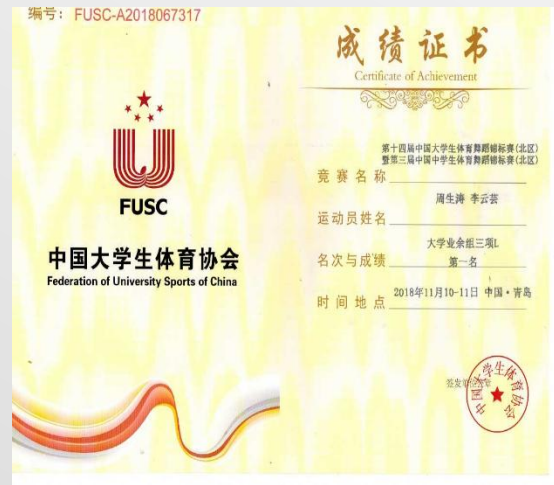 编号: FUSC-A2018067317
FUSC
中国大学生体育协会
Federation of University Sports of China
成绩证书
Certificate of Achievement
第十四届中国大学生体育舞蹈锦标赛(北区)
暨第三届中国中学生体育舞蹈锦标赛(北区)
竞赛名称
周生涛 李云芸
运动员姓名
大学业余组三项L
名次与成绩 第一名
时间地点 2018年11月10-11日 中国·青岛
签发单位
中国大学生体育协会